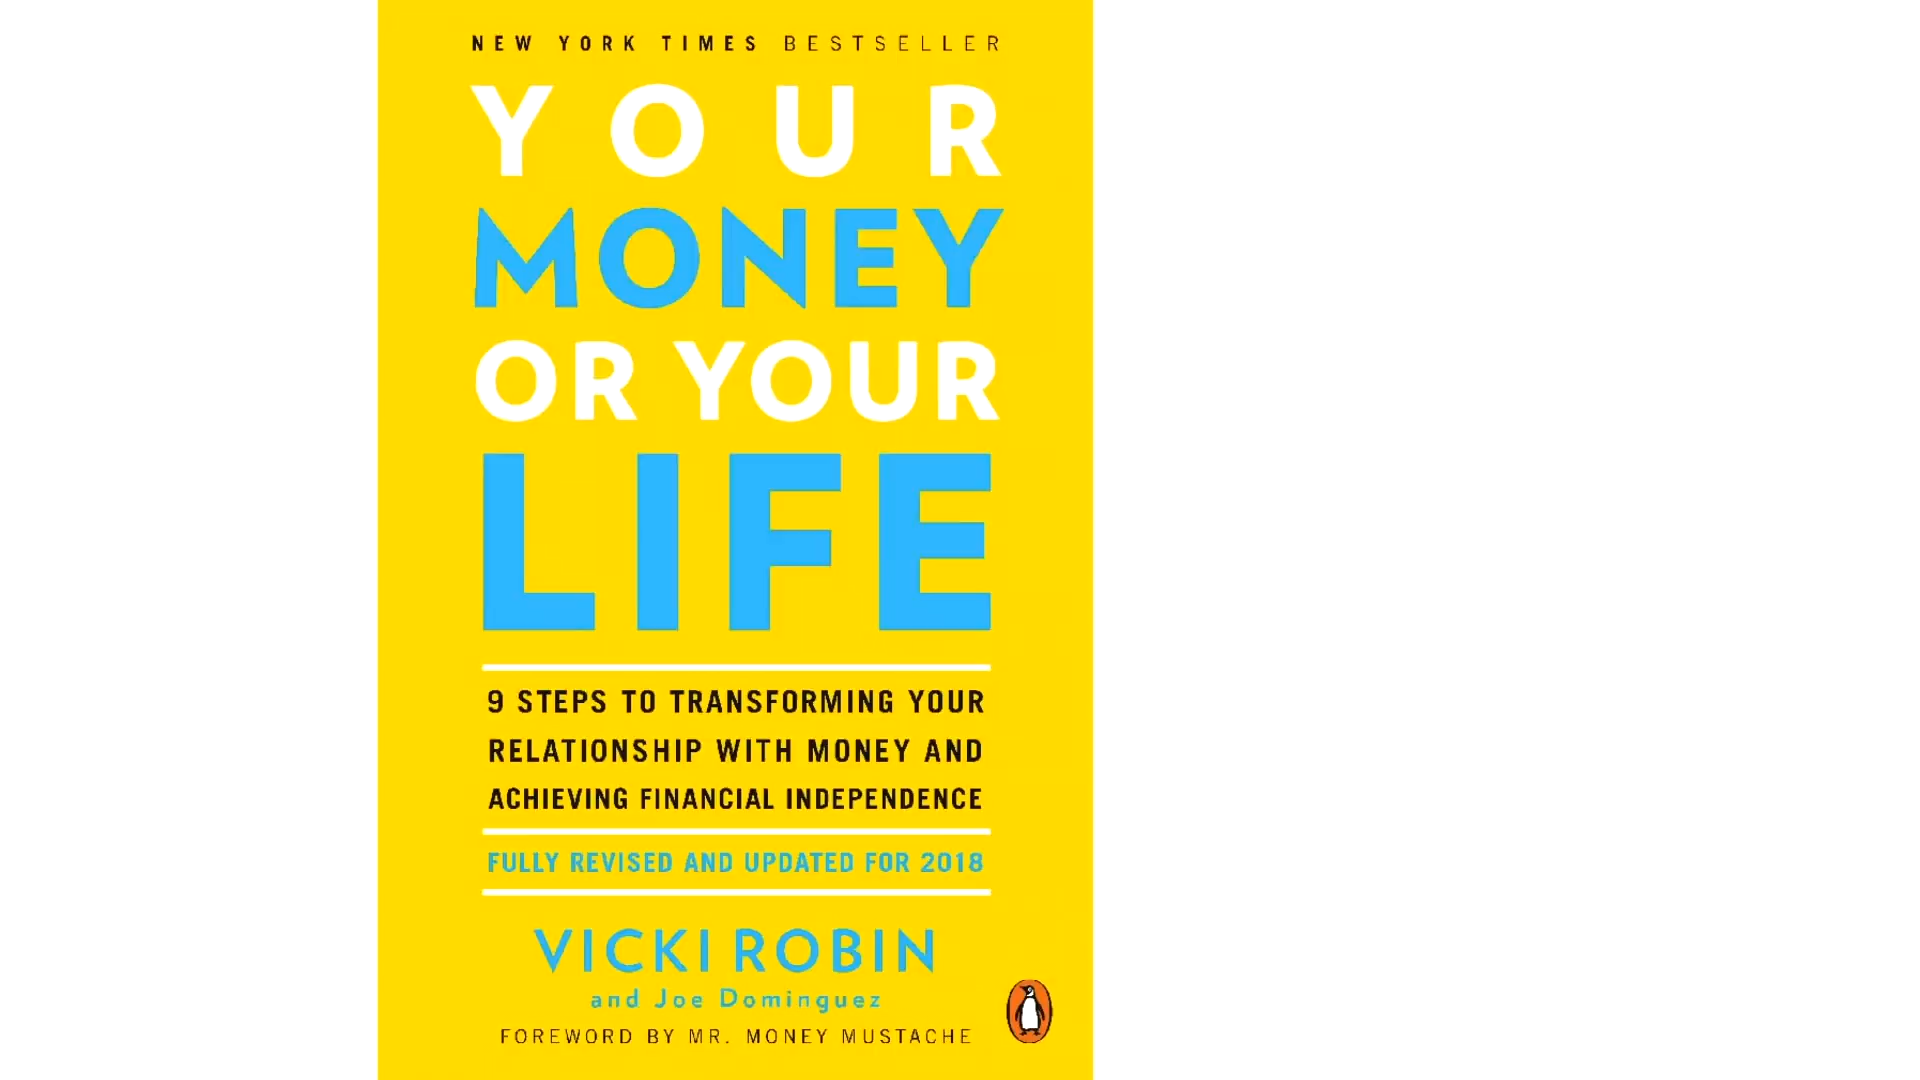 NEW YORK TIMES BESTSELLER
YOUR
MONEY
OR YOUR
LIFE
9 STEPS TO TRANSFORMING YOUR
RELATIONSHIP WITH MONEY AND
ACHIEVING FINANCIAL INDEPENDENCE
FULLY REVISED AND UPDATED FOR 2018
VICKI ROBIN
and Joe Dominguez
FOREWORD BY MR. MONEY MUSTACHE